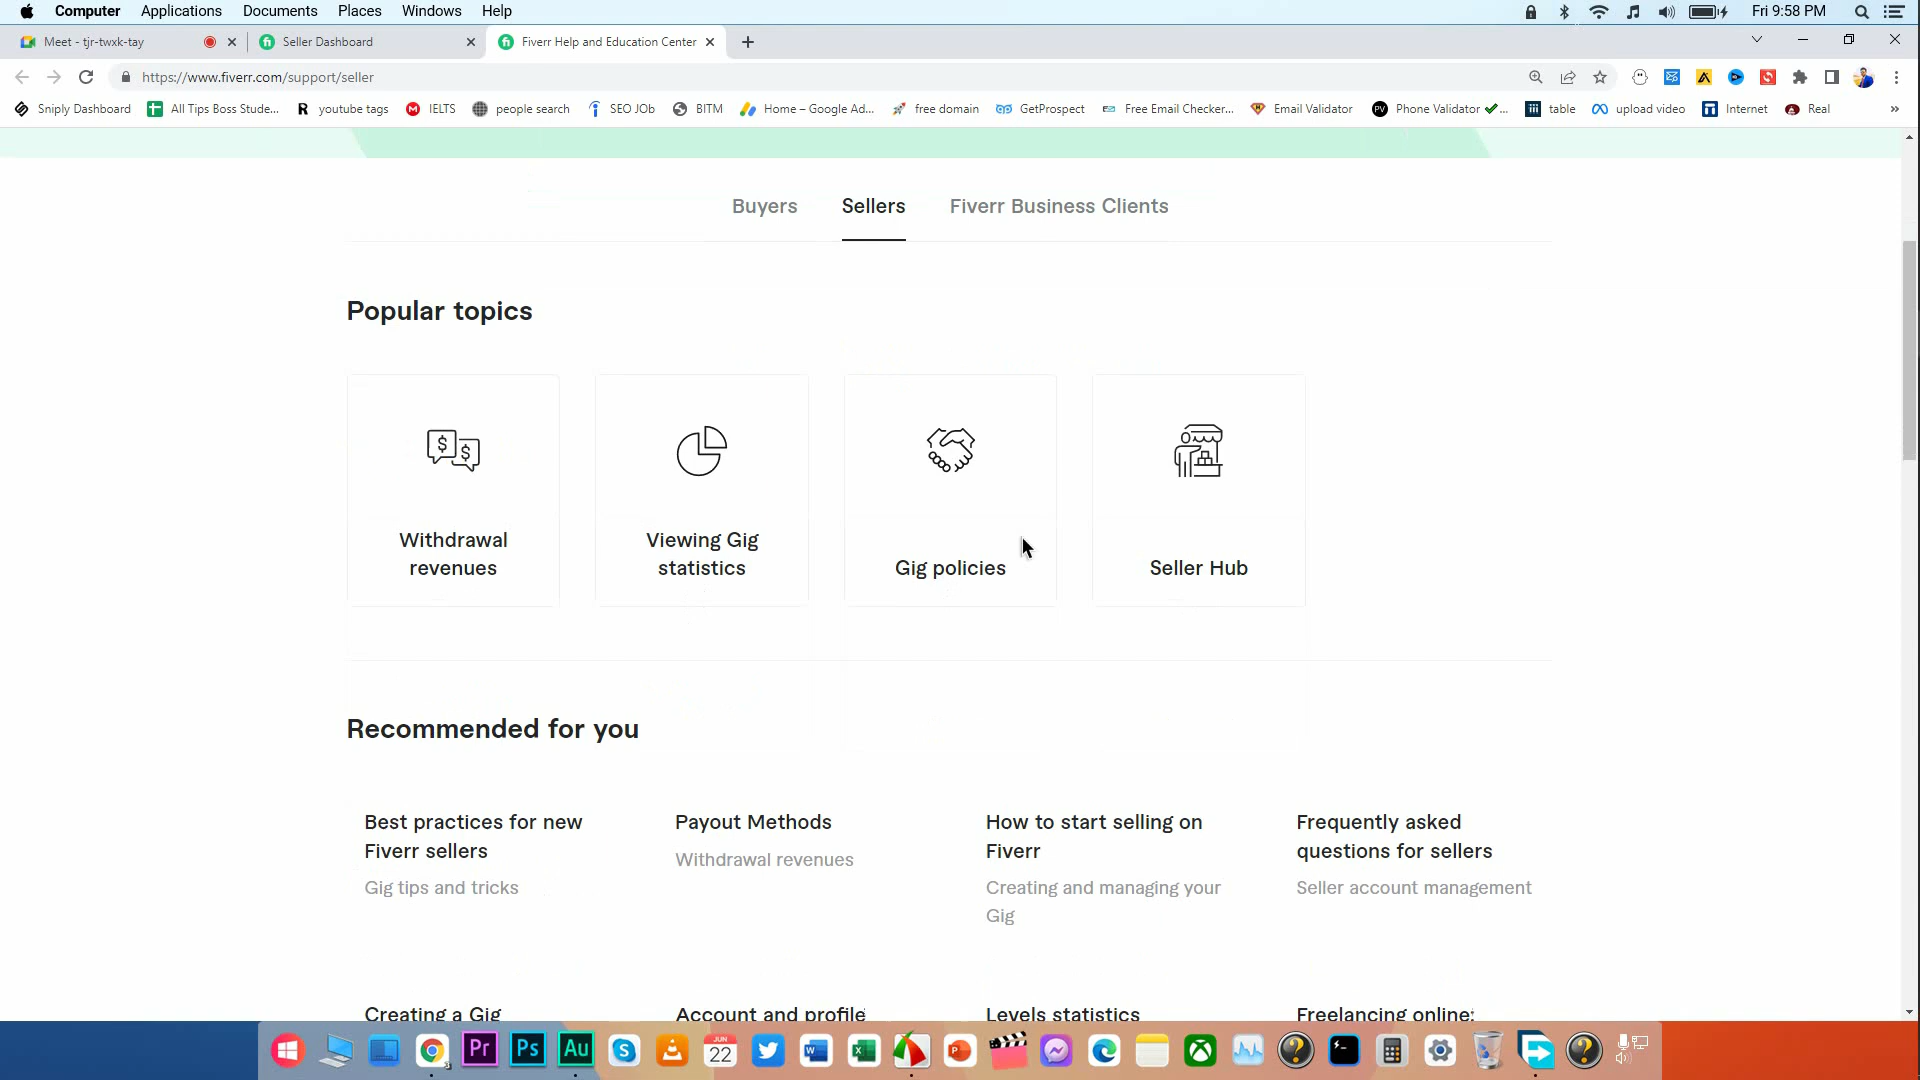 Computer Applications Documents Places Windows Help Fri 9:58 PM
Meet - tjr-twxk-tay Seller Dashboard Fiverr Help and Education Center
https://www.fiverr.com/support/seller
Sniply Dashboard All Tips Boss Stude... R youtube tags M IELTS people search SEO JOb BITM Home – Google Ad... free domain GetProspect Free Email Checker... Email Validator PV Phone Validator ✔... table upload video Internet Real »
Buyers Sellers Fiverr Business Clients
Popular topics
Withdrawal revenues
Viewing Gig statistics
Gig policies
Seller Hub
Recommended for you
Best practices for new
Fiverr sellers
Gig tips and tricks
Payout Methods
Withdrawal revenues
How to start selling on
Fiverr
Creating and managing your
Gig
Frequently asked
questions for sellers
Seller account management
Creating a Gig
Account and profile
Levels statistics
Freelancing online:
Pr Ps Au JUN 22